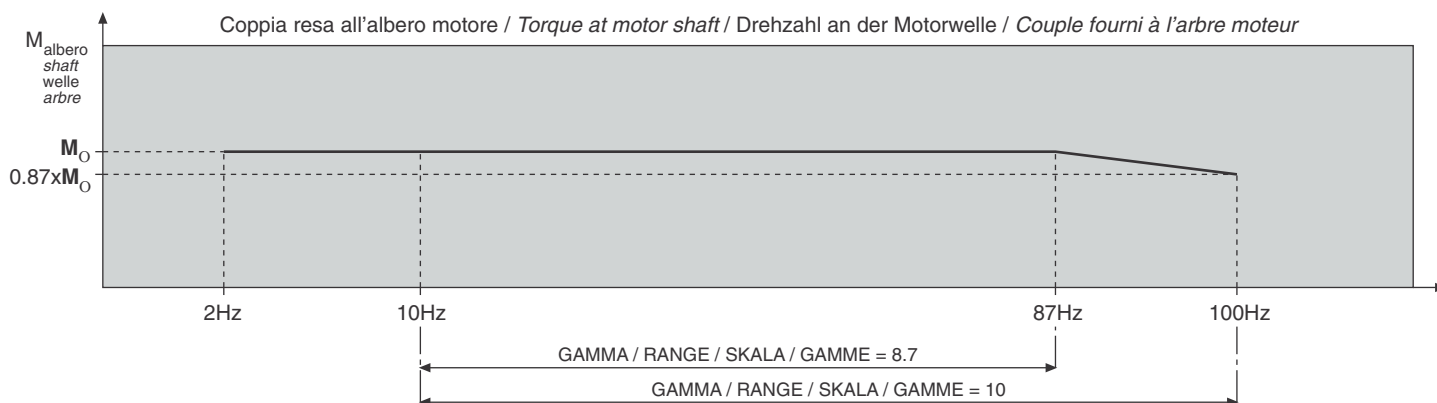 Coppia resa all'albero motore / Torque at motor shaft / Drehzahl an der Motorwelle / Couple fourni à l'arbre moteur
Malbero
shaft
welle
arbre
MO
0.87xMO
2Hz 10Hz 87Hz 100Hz
GAMMA / RANGE / SKALA / GAMME = 8.7
GAMMA / RANGE / SKALA / GAMME = 10